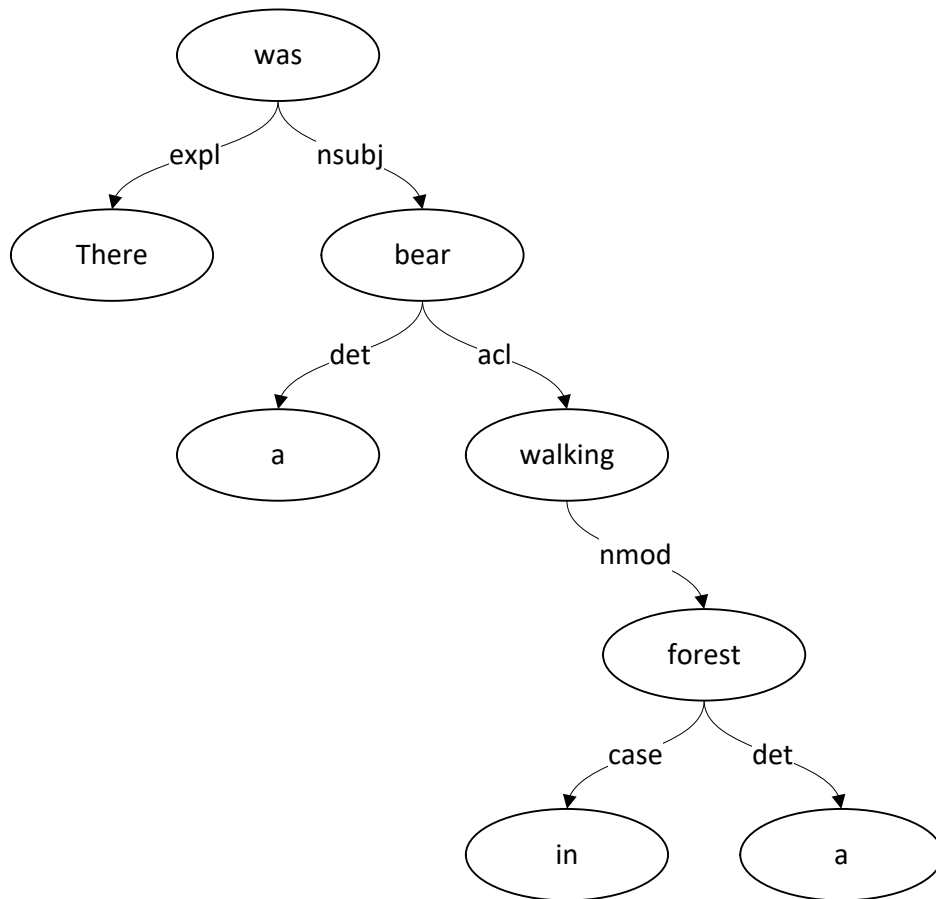 was
expl nsubj
There bear
det acl
a walking
nmod
forest
case det
in a